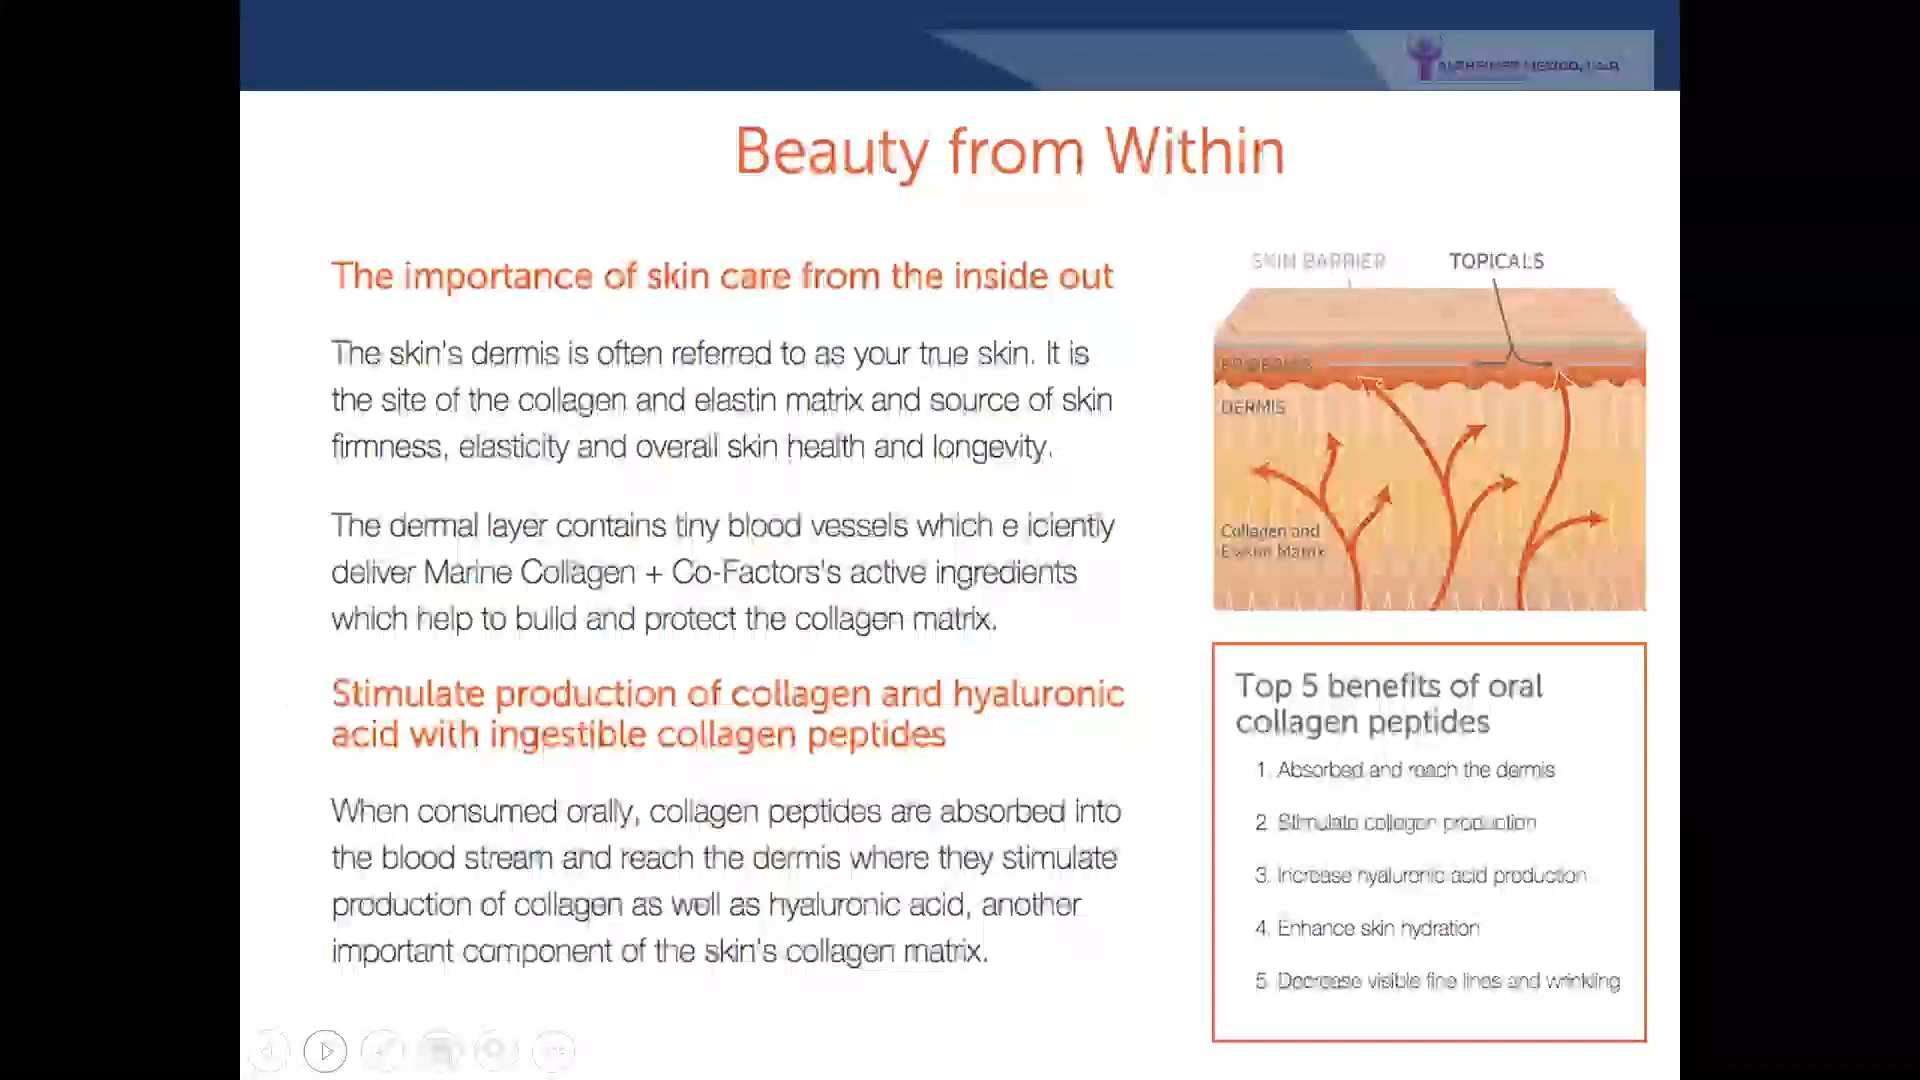 Beauty from Within
The importance of skin care from the inside out
The skin's dermis is often referred to as your true skin. It is
the site of the collagen and elastin matrix and source of skin
firmness, elasticity and overall skin health and longevity.
The dermal layer contains tiny blood vessels which e iciently
deliver Marine Collagen + Co-Factors's active ingredients
which help to build and protect the collagen matrix.
Stimulate production of collagen and hyaluronic
acid with ingestible collagen peptides
When consumed orally, collagen peptides are absorbed into
the blood stream and reach the dermis where they stimulate
production of collagen as well as hyaluronic acid, another
important component of the skin's collagen matrix.
SKIN BARRIER
TOPICALS
EPIDERMIS
DERMIS
Collagen and
Elastin Matrix
Top 5 benefits of oral
collagen peptides
1. Absorbed and reach the dermis
2. Stimulate collagen production
3. Increase hyaluronic acid production
4. Enhance skin hydration
5. Decrease visible fine lines and wrinkling